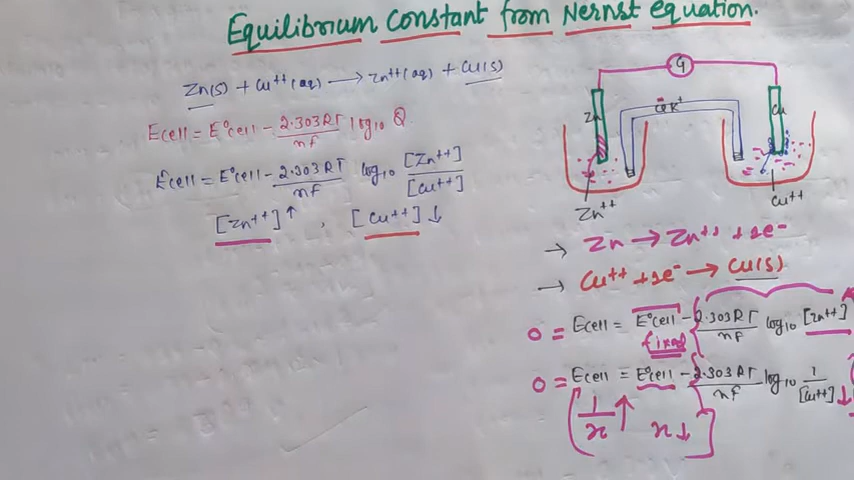 Equilibrium Constant from Nernst equation.
Zn(s) + Cu++ (aq) → Zn++ (aq) + Cu(s)
Ecell = E°cell - 2.303RT/nF log10 Q
Ecell = E°cell - 2.303RT/nF log10 [Zn++]/[Cu++]
[Zn++]↑ , [Cu++]↓
G
Zn
Cu
Zn++
Cu++
→ Zn → Zn++ + 2e-
→ Cu++ + 2e- → Cu(s)
0 = Ecell = E°cell - 2.303RT/nF log10 [Zn++]
fixed
0 = Ecell = E°cell - 2.303RT/nF log10 1/[Cu++]↓
[1/x ↑ x↓]